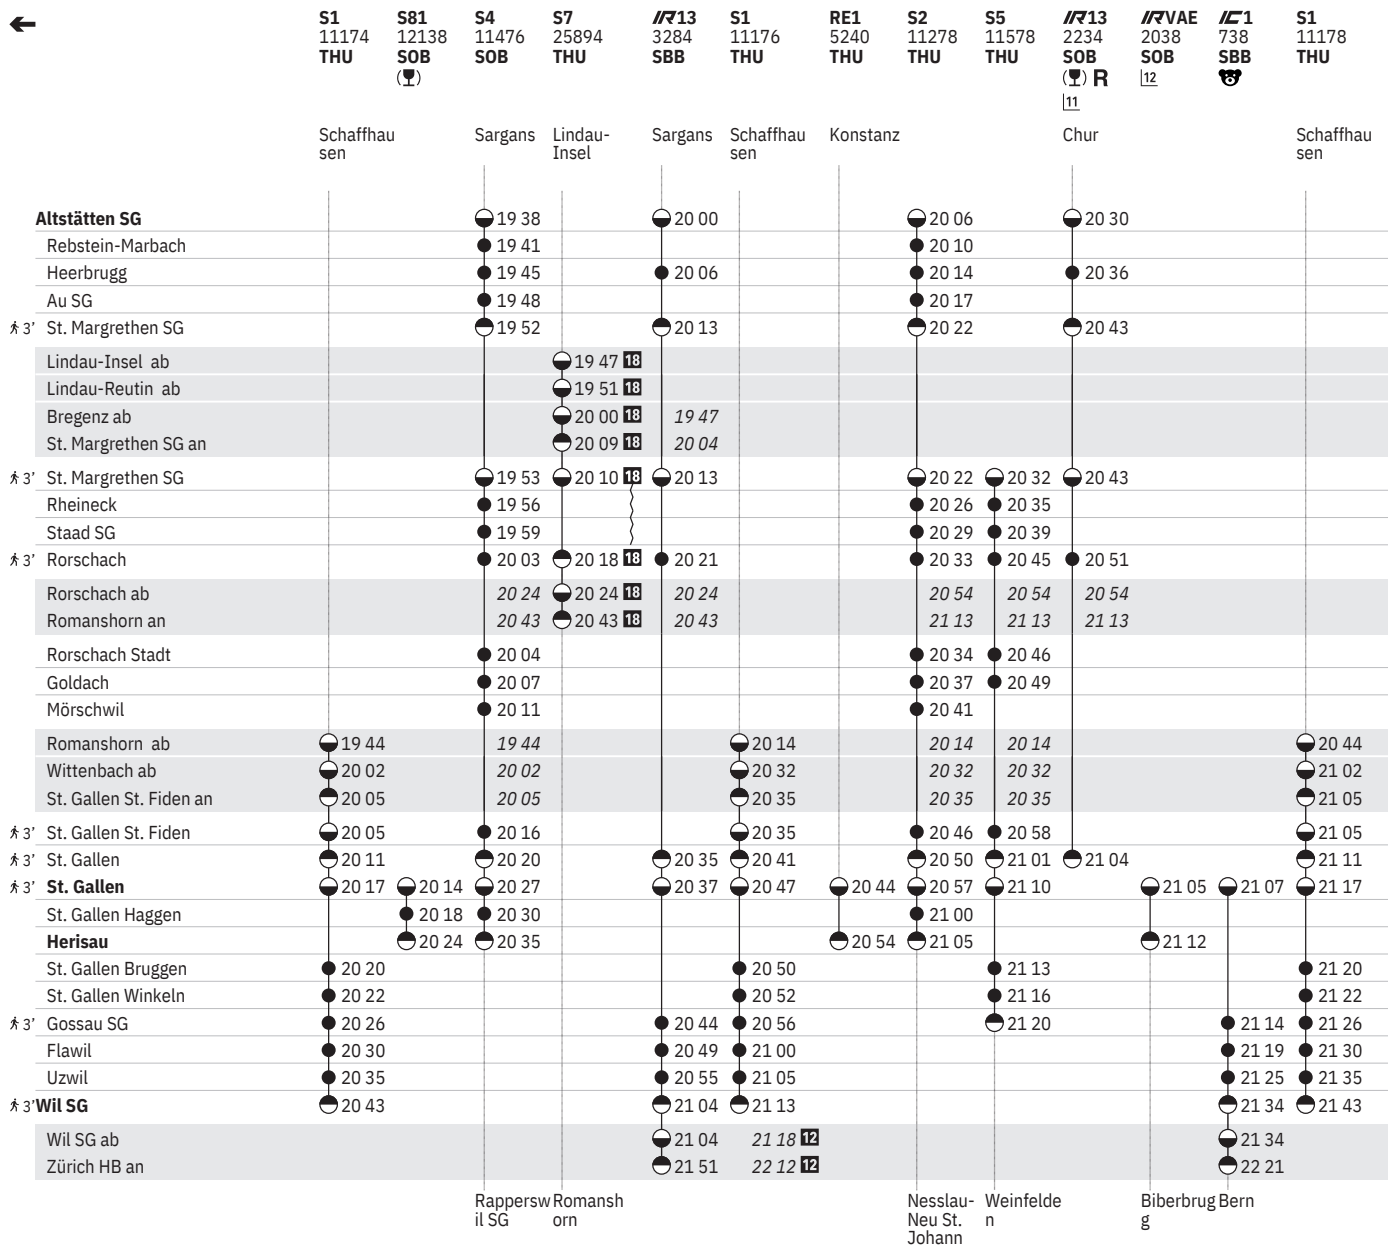 S1 S81 S4 S7 IR13 S1 RE1 S2 S5 IR13 IRVAE IC1 S1
11174 12138 11476 25894 3284 11176 5240 11278 11578 2234 2038 738 11178
THU SOB SOB THU SBB THU THU THU THU SOB SOB SBB THU
R 12
11
Schaffhau Sargans Lindau- Sargans Schaffhau Konstanz Chur Schaffhau
sen Insel sen sen
Altstätten SG 19 38 20 00 20 06 20 30
Rebstein-Marbach 19 41 20 10
Heerbrugg 19 45 20 06 20 14 20 36
Au SG 19 48 20 17
3' St. Margrethen SG 19 52 20 13 20 22 20 43
Lindau-Insel ab 19 47 18
Lindau-Reutin ab 19 51 18
Bregenz ab 20 00 18 19 47
St. Margrethen SG an 20 09 18 20 04
3' St. Margrethen SG 19 53 20 10 18 20 13 20 22 20 32 20 43
Rheineck 19 56 20 26 20 35
Staad SG 19 59 20 29 20 39
3' Rorschach 20 03 20 18 18 20 21 20 33 20 45 20 51
Rorschach ab 20 24 20 24 18 20 24 20 54 20 54 20 54
Romanshorn an 20 43 20 43 18 20 43 21 13 21 13 21 13
Rorschach Stadt 20 04 20 34 20 46
Goldach 20 07 20 37 20 49
Mörschwil 20 11 20 41
Romanshorn ab 19 44 19 44 20 14 20 14 20 14 20 44
Wittenbach ab 20 02 20 02 20 32 20 32 20 32 21 02
St. Gallen St. Fiden an 20 05 20 05 20 35 20 35 20 35 21 05
3' St. Gallen St. Fiden 20 05 20 16 20 35 20 46 20 58 21 05
3' St. Gallen 20 11 20 20 20 35 20 41 20 50 21 01 21 04 21 11
3' St. Gallen 20 17 20 14 20 27 20 37 20 47 20 44 20 57 21 10 21 05 21 07 21 17
St. Gallen Haggen 20 18 20 30 21 00
Herisau 20 24 20 35 20 54 21 05 21 12
St. Gallen Bruggen 20 20 20 50 21 13 21 20
St. Gallen Winkeln 20 22 20 52 21 16 21 22
3' Gossau SG 20 26 20 44 20 56 21 20 21 14 21 26
Flawil 20 30 20 49 21 00 21 19 21 30
Uzwil 20 35 20 55 21 05 21 25 21 35
3' Wil SG 20 43 21 04 21 13 21 34 21 43
Wil SG ab 21 04 21 18 12 21 34
Zürich HB an 21 51 22 12 12 22 21
Rappersw Romansh Nesslau- Weinfelde Biberbrug Bern
il SG orn Neu St. n g
Johann